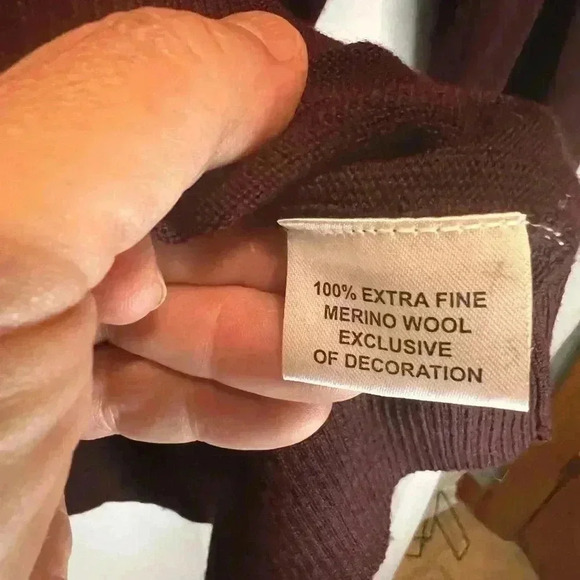 100% EXTRA FINE
MERINO WOOL
EXCLUSIVE
OF DECORATION